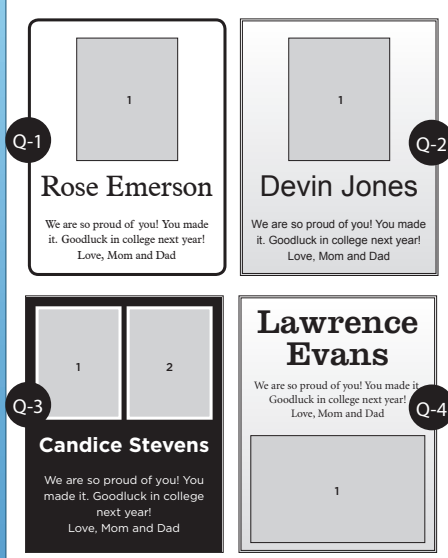 1
Q-1
Rose Emerson
We are so proud of you! You made
it. Goodluck in college next year!
Love, Mom and Dad
1
Q-2
Devin Jones
We are so proud of you! You made
it. Goodluck in college next year!
Love, Mom and Dad
1
2
Q-3
Candice Stevens
We are so proud of you! You
made it. Goodluck in college
next year!
Love, Mom and Dad
Lawrence
Evans
We are so proud of you! You made it.
Goodluck in college next year!
Love, Mom and Dad
Q-4
1